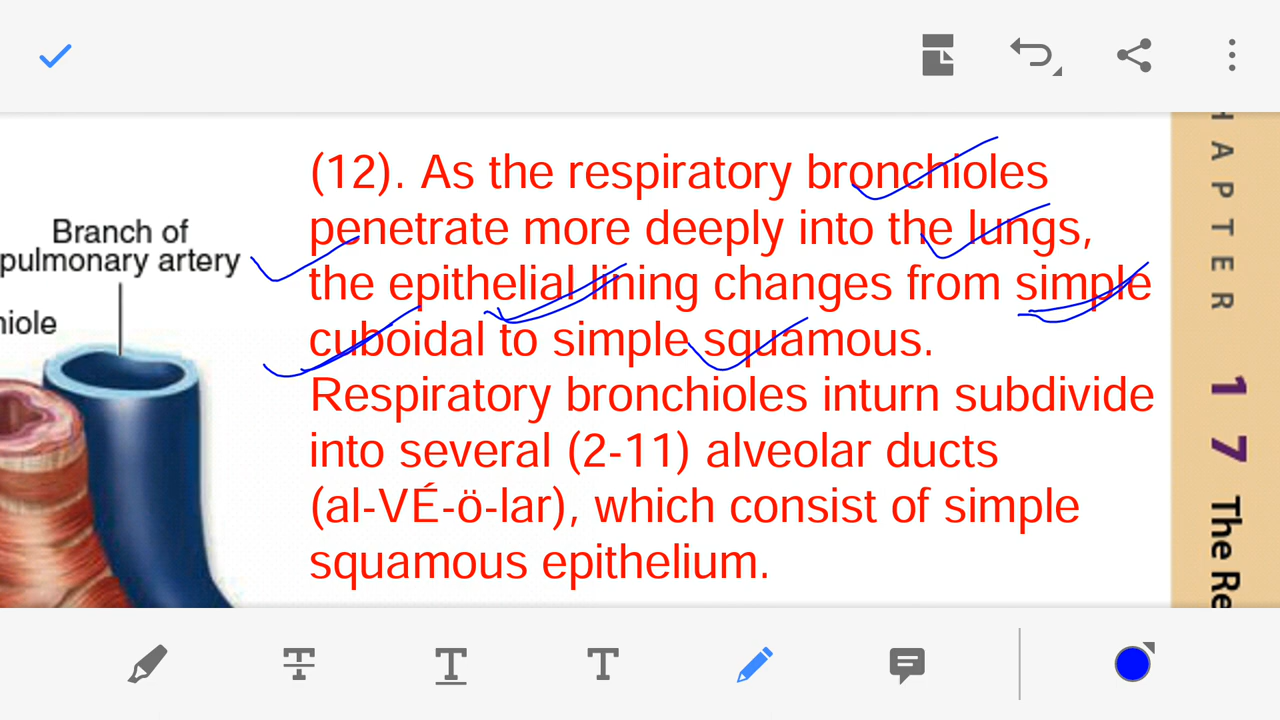 Branch of
pulmonary artery
niole
(12). As the respiratory bronchioles
penetrate more deeply into the lungs,
the epithelial lining changes from simple
cuboidal to simple squamous.
Respiratory bronchioles inturn subdivide
into several (2-11) alveolar ducts
(al-VÉ-ö-lar), which consist of simple
squamous epithelium.
HAPTER 17 The Re
T
T
T